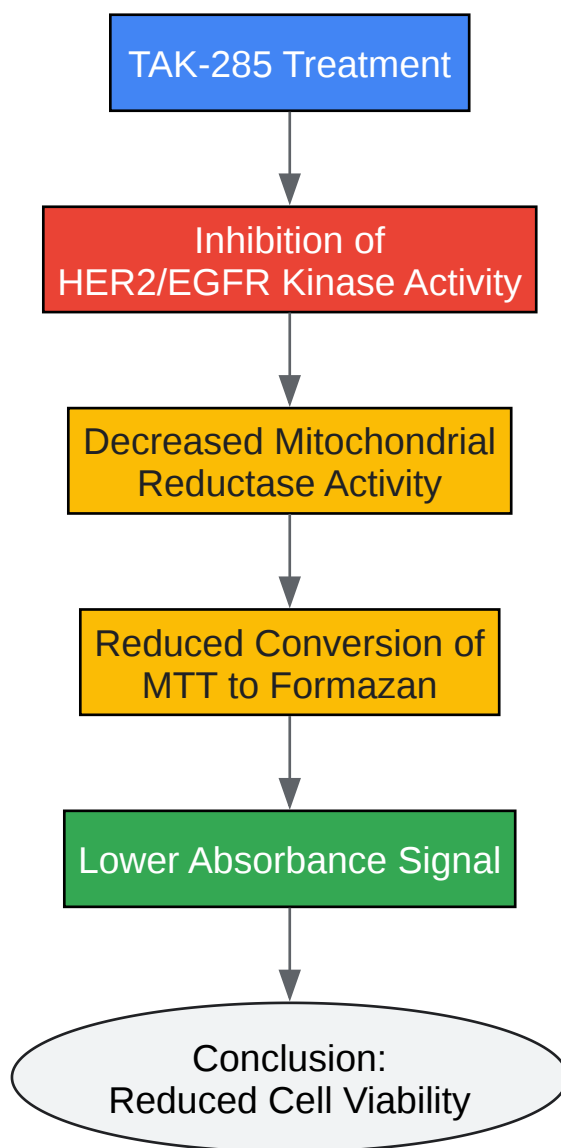 TAK-285 Treatment
Inhibition of
HER2/EGFR Kinase Activity
Decreased Mitochondrial
Reductase Activity
Reduced Conversion of
MTT to Formazan
Lower Absorbance Signal
Conclusion:
Reduced Cell Viability